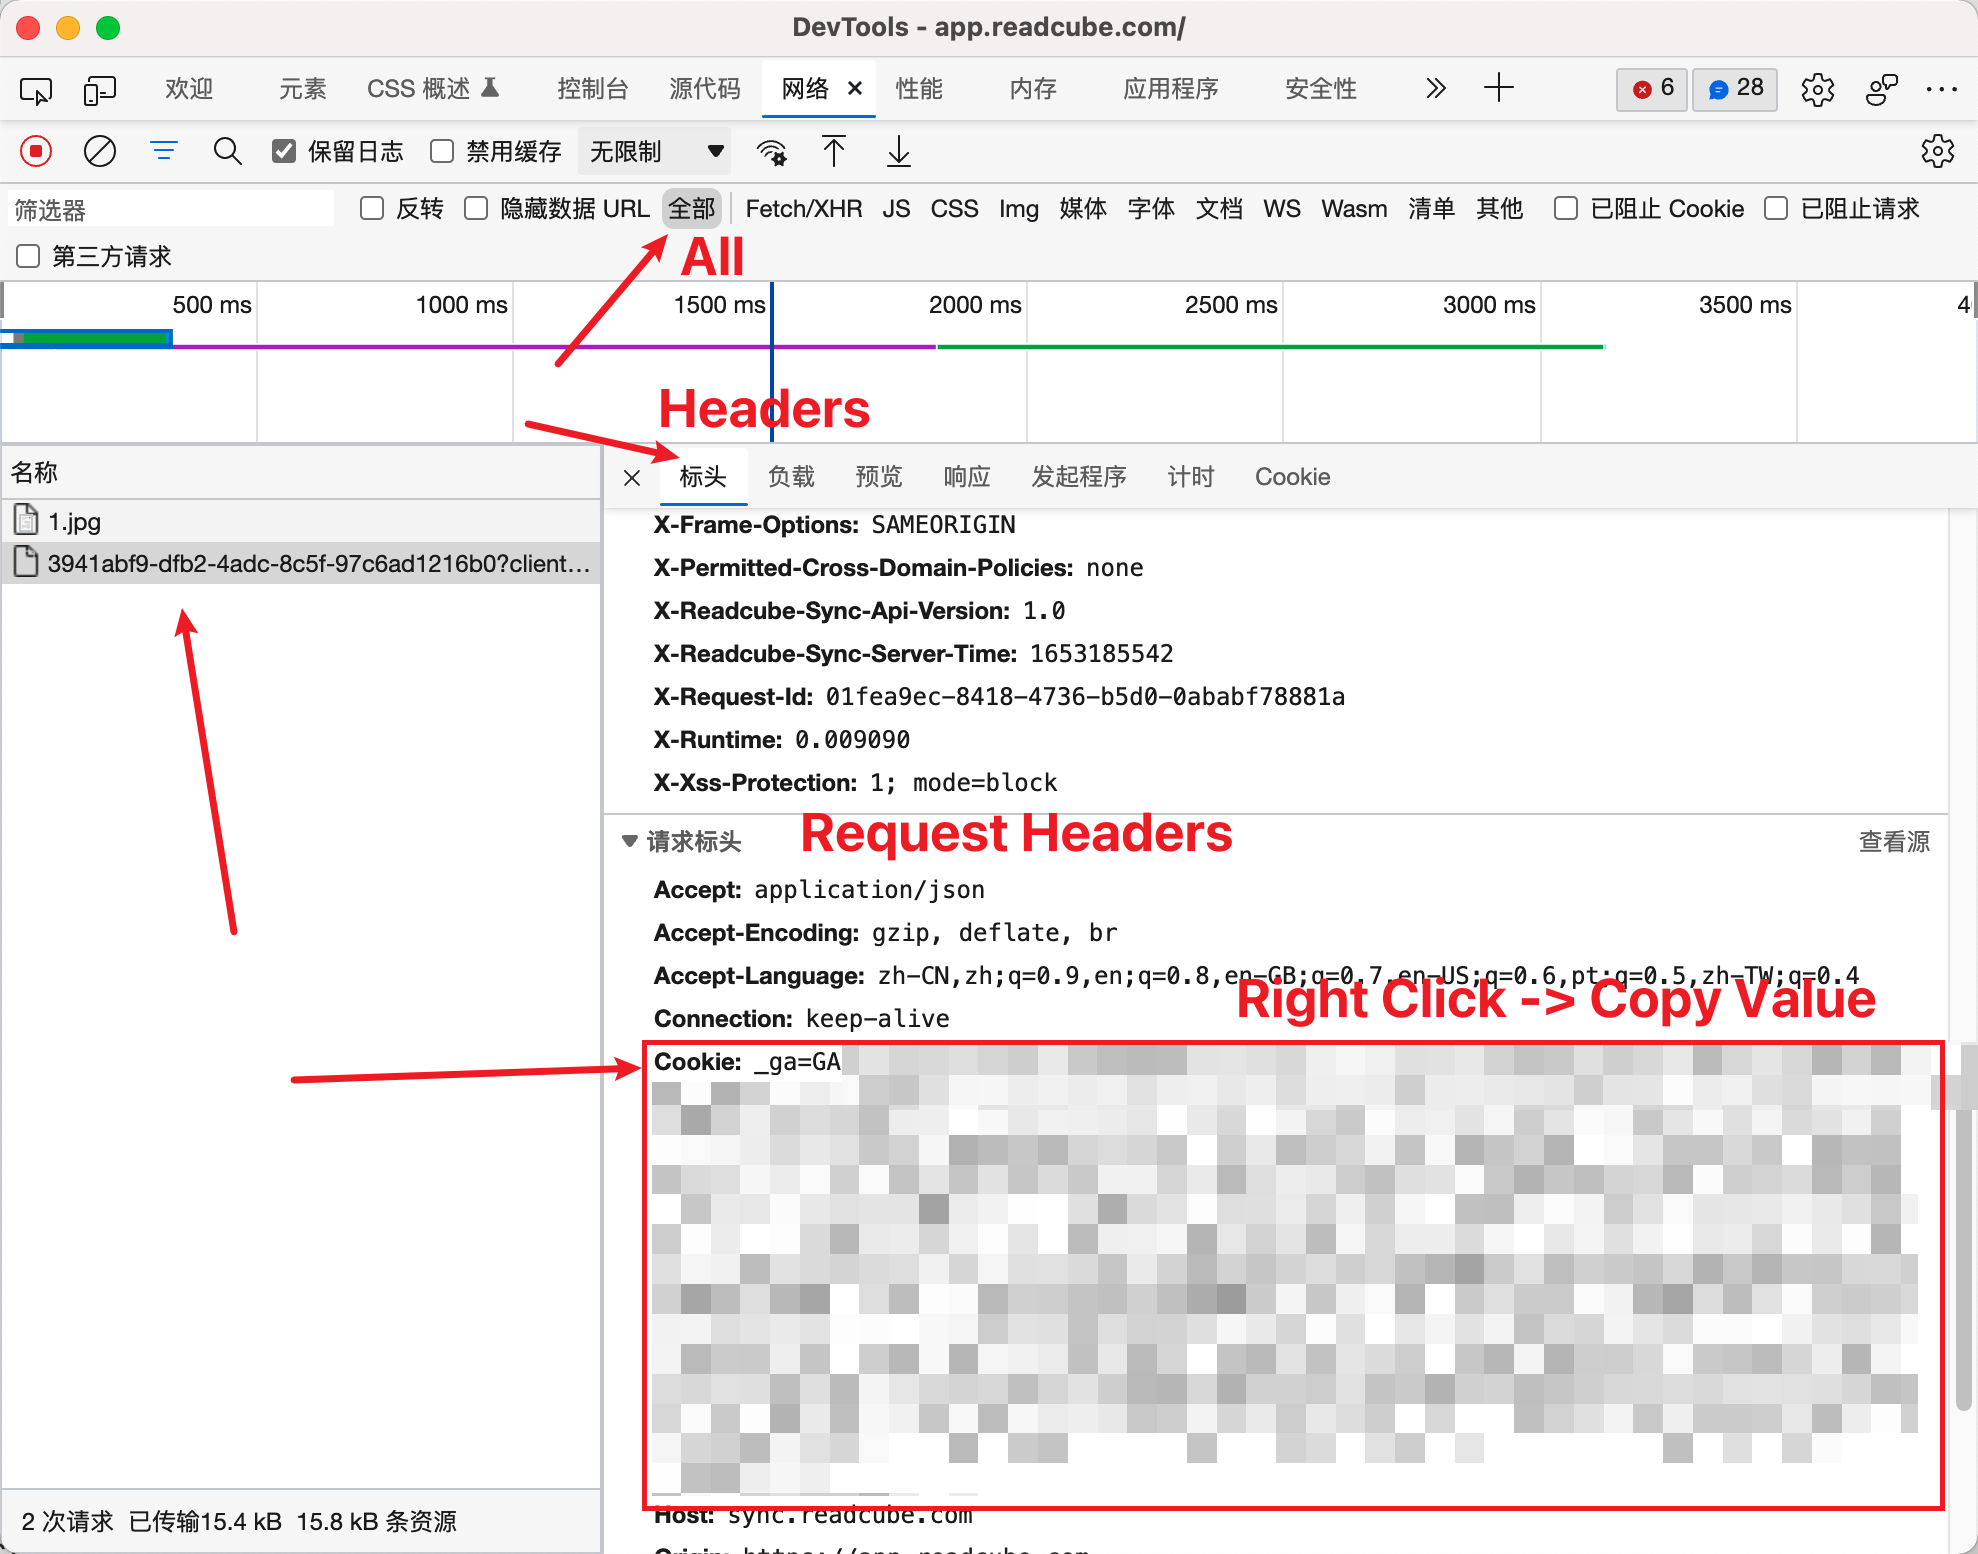 DevTools - app.readcube.com/
欢迎 元素 CSS 概述 控制台 源代码 网络 性能 内存 应用程序 安全性 6 28
保留日志 禁用缓存 无限制
筛选器 反转 隐藏数据 URL 全部 Fetch/XHR JS CSS Img 媒体 字体 文档 WS Wasm 清单 其他 已阻止 Cookie 已阻止请求
第三方请求
All
500 ms 1000 ms 1500 ms 2000 ms 2500 ms 3000 ms 3500 ms
Headers
名称
标头 负载 预览 响应 发起程序 计时 Cookie
1.jpg
3941abf9-dfb2-4adc-8c5f-97c6ad1216b0?client...
X-Frame-Options: SAMEORIGIN
X-Permitted-Cross-Domain-Policies: none
X-Readcube-Sync-Api-Version: 1.0
X-Readcube-Sync-Server-Time: 1653185542
X-Request-Id: 01fea9ec-8418-4736-b5d0-0ababf78881a
X-Runtime: 0.009090
X-Xss-Protection: 1; mode=block
请求标头 Request Headers 查看源
Accept: application/json
Accept-Encoding: gzip, deflate, br
Accept-Language: zh-CN,zh;q=0.9,en;q=0.8,en-GB;q=0.7,en-US;q=0.6,pt;q=0.5,zh-TW;q=0.4
Right Click -> Copy Value
Connection: keep-alive
Cookie: _ga=GA
Host: sync.readcube.com
Origin: https://app.readcube.com
2 次请求 已传输15.4 kB 15.8 kB 条资源